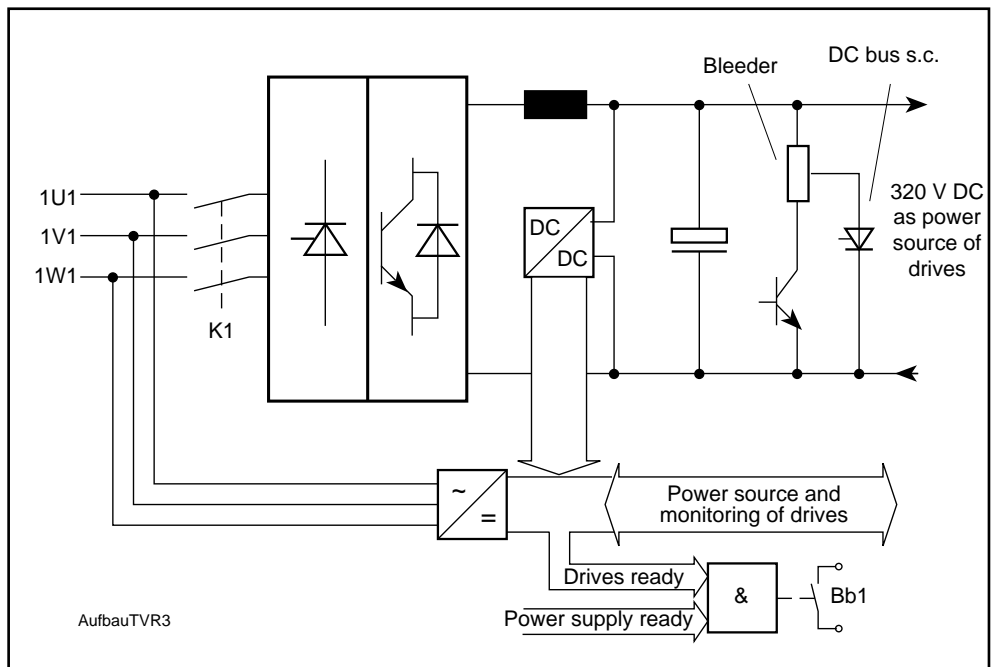 Bleeder
DC bus s.c.
1U1
1V1
1W1
K1
DC
DC
320 V DC
as power
source of
drives
~
=
Power source and
monitoring of drives
Drives ready
Power supply ready
&
Bb1
AufbauTVR3